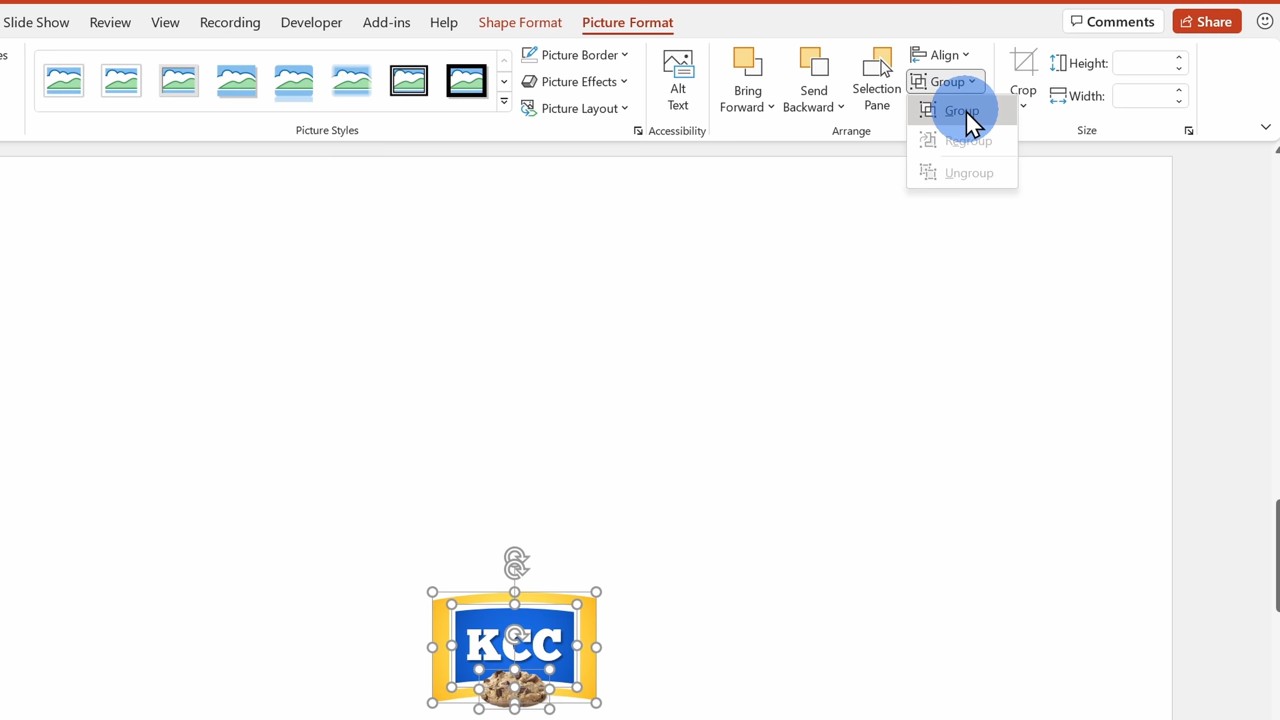 Slide Show Review View Recording Developer Add-ins Help Shape Format Picture Format Comments Share
es
Picture Border
Picture Effects
Picture Layout
Picture Styles
Alt
Text
Accessibility
Bring
Forward
Send
Backward
Selection
Pane
Align
Group
Group
Regroup
Ungroup
Arrange
Crop
Height:
Width:
Size
KCC